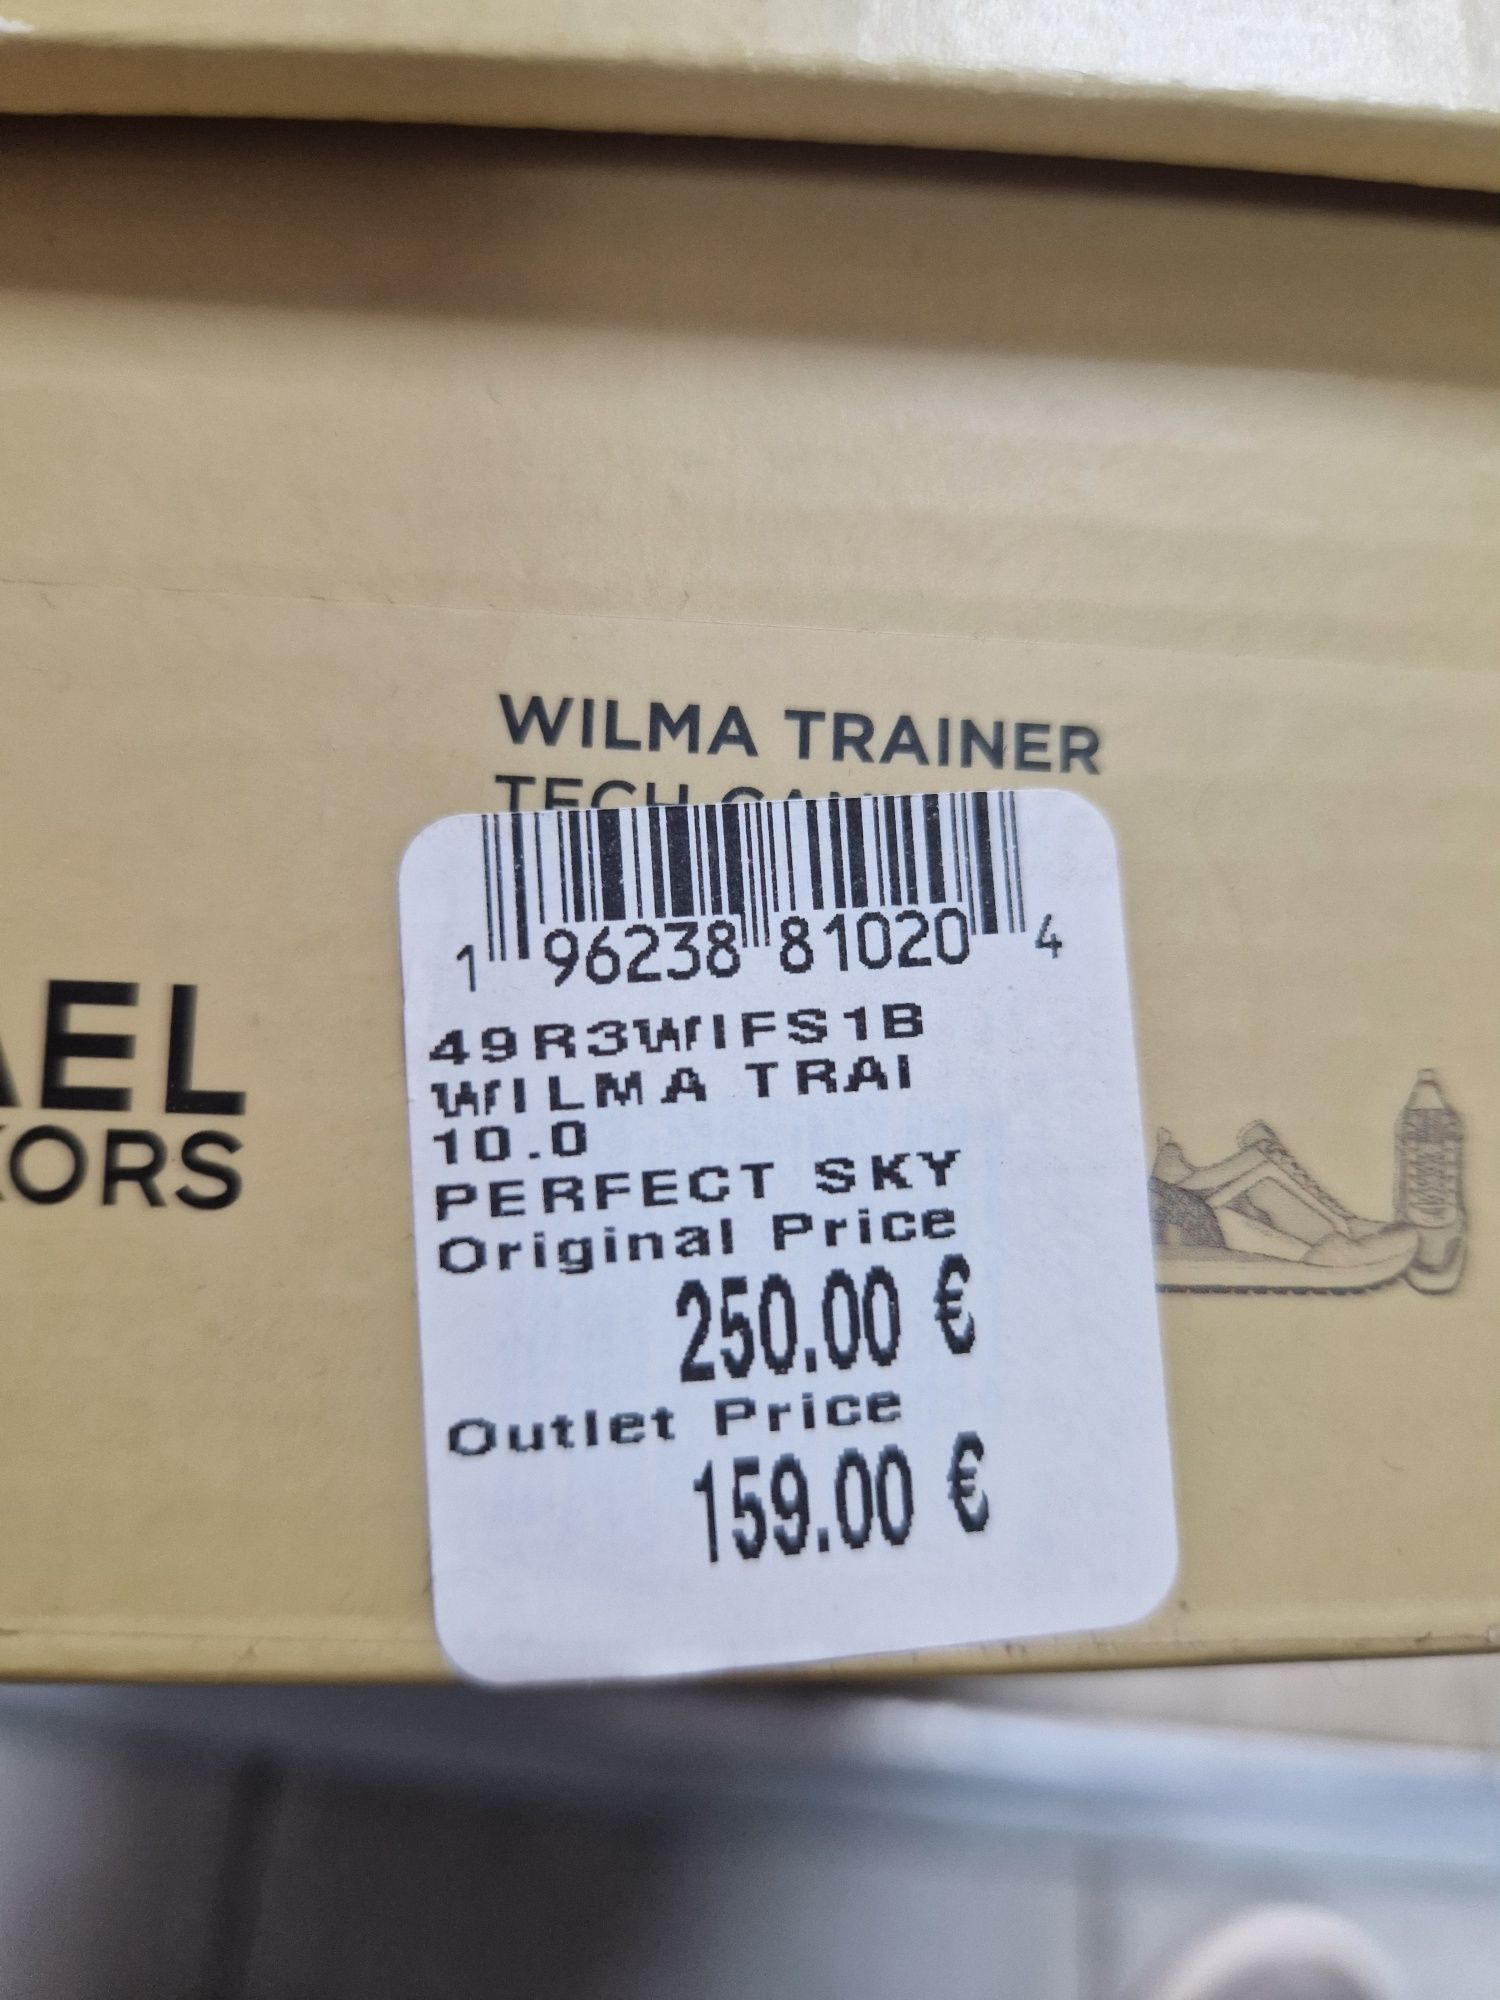 WILMA TRAINER
TECH
AEL
KORS
1 96238 81020 4
49R3WIFS1B
WILMA TRAI
10.0
PERFECT SKY
Original Price
250.00 €
Outlet Price
159.00 €